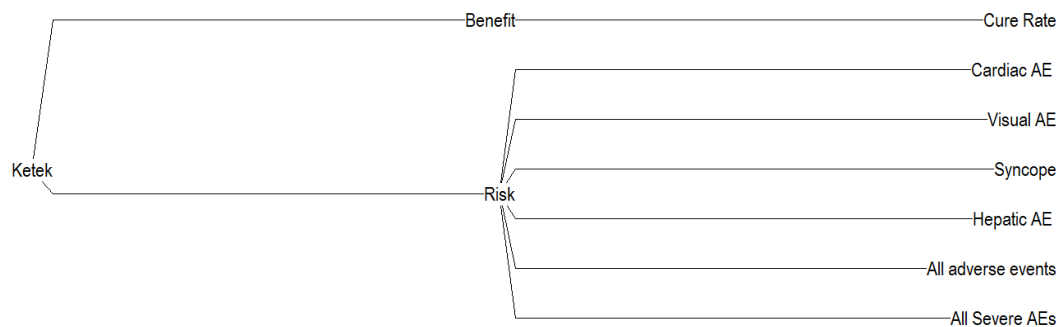 Benefit
Cure Rate
Cardiac AE
Visual AE
Ketek
Syncope
Risk
Hepatic AE
All adverse events
All Severe AEs